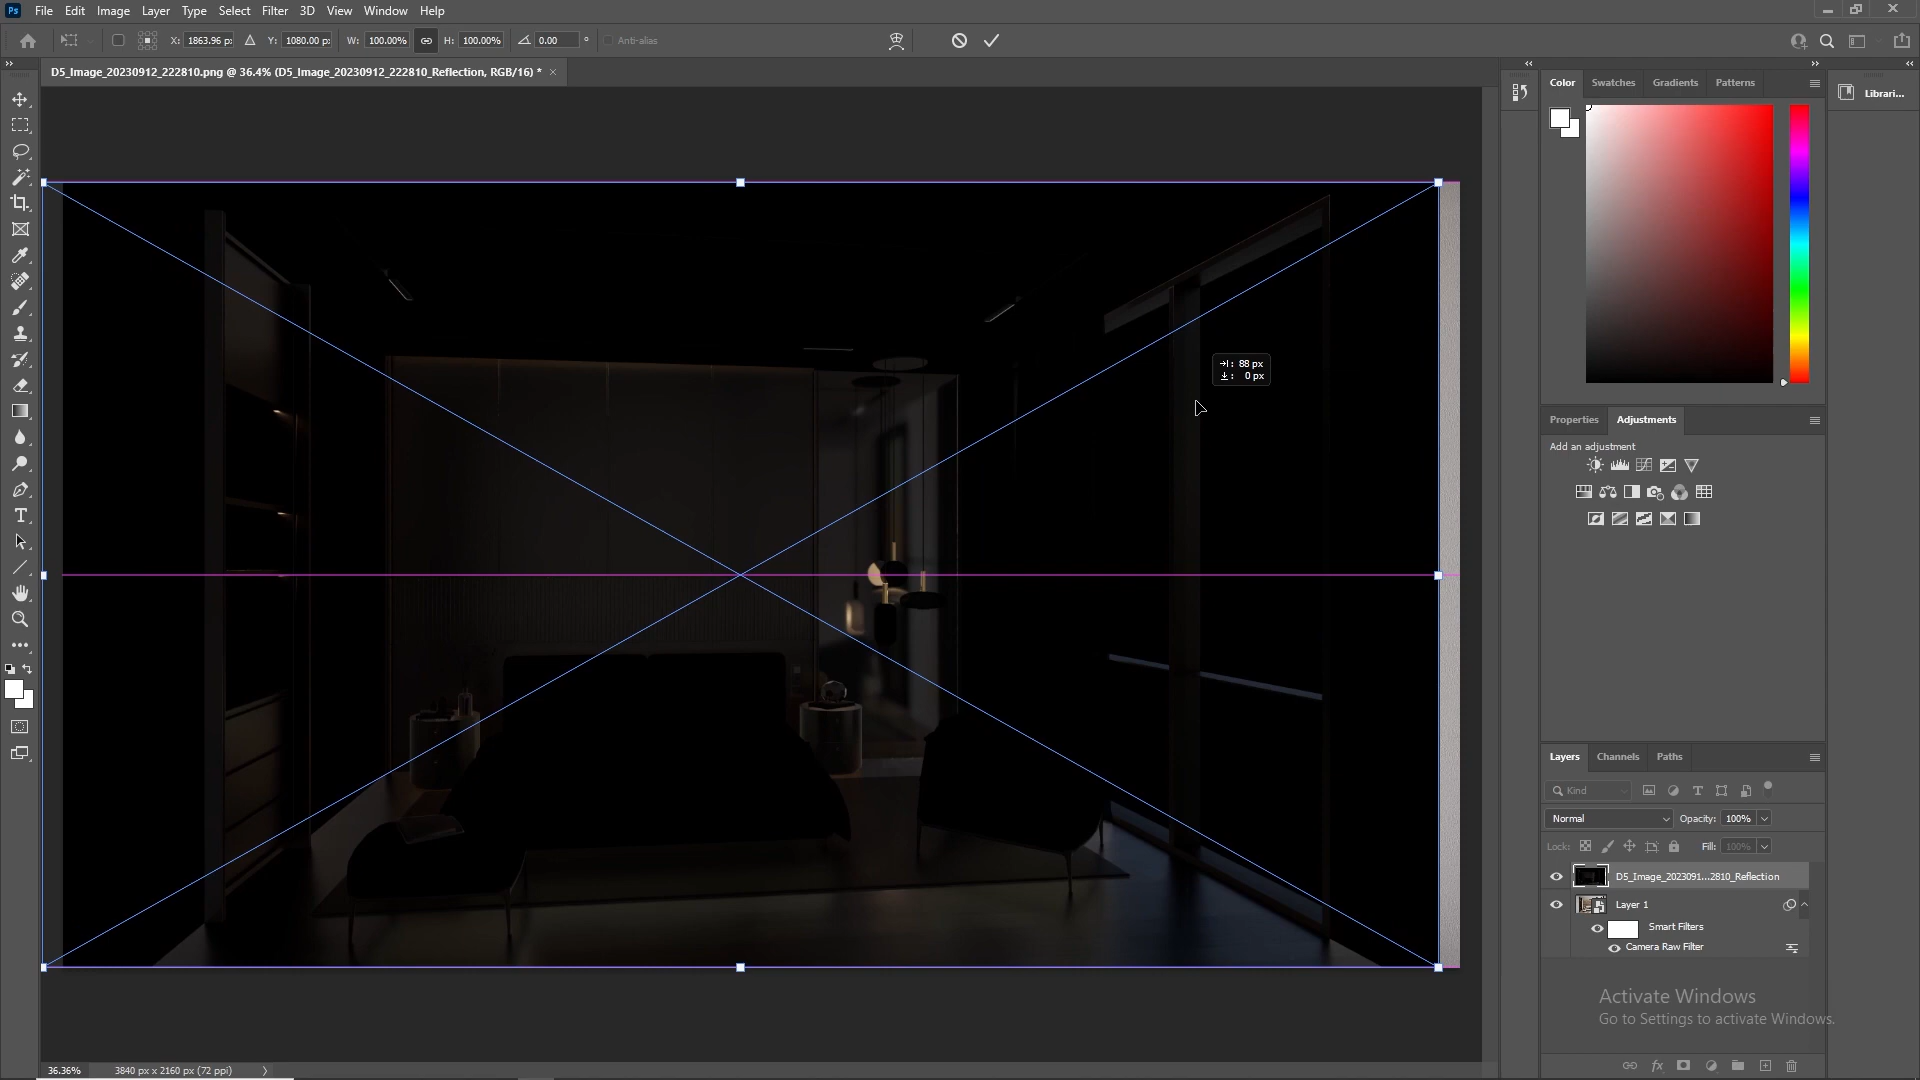 Ps File Edit Image Layer Type Select Filter 3D View Window Help
X: 1863.96 p Y: 1080.00 p W: 100.00% H: 100.00% 0.00 ° Anti-alias
D5_Image_20230912_222810.png @ 36.4% (D5_Image_20230912_222810_Reflection, RGB/16) * ×
Color Swatches Gradients Patterns
Librari...
: 88 px
: 0 px
Properties Adjustments
Add an adjustment
Layers Channels Paths
Kind
Normal Opacity: 100%
Lock: Fill: 100%
D5_Image_2023091...2810_Reflection
Layer 1
Smart Filters
Camera Raw Filter
Activate Windows
Go to Settings to activate Windows.
fx
36.36% 3840 px x 2160 px (72 ppi)